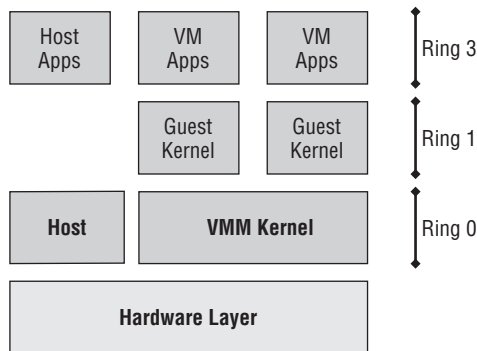 Host
Apps
VM
Apps
VM
Apps
Ring 3
Guest
Kernel
Guest
Kernel
Ring 1
Host
VMM Kernel
Ring 0
Hardware Layer